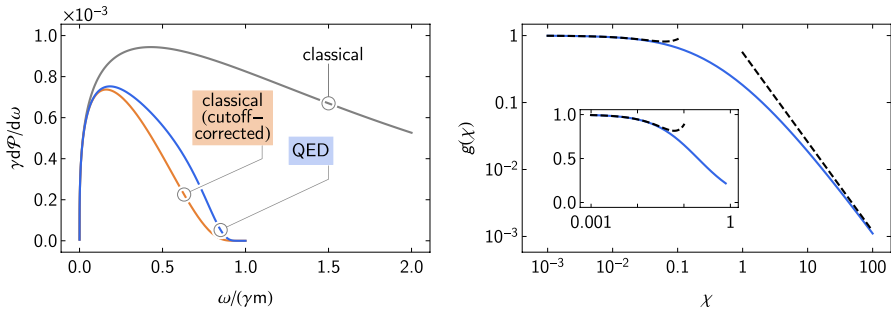 ×10⁻³
1.0
0.8
0.6
0.4
0.2
0.0
γd𝒫/dω
0.0 0.5 1.0 1.5 2.0
ω/(γm)
classical
classical
(cutoff–
corrected)
QED
1
0.1
10⁻²
10⁻³
g(χ)
10⁻³ 10⁻² 0.1 1 10 100
χ
1.0
0.5
0.0
0.001 1